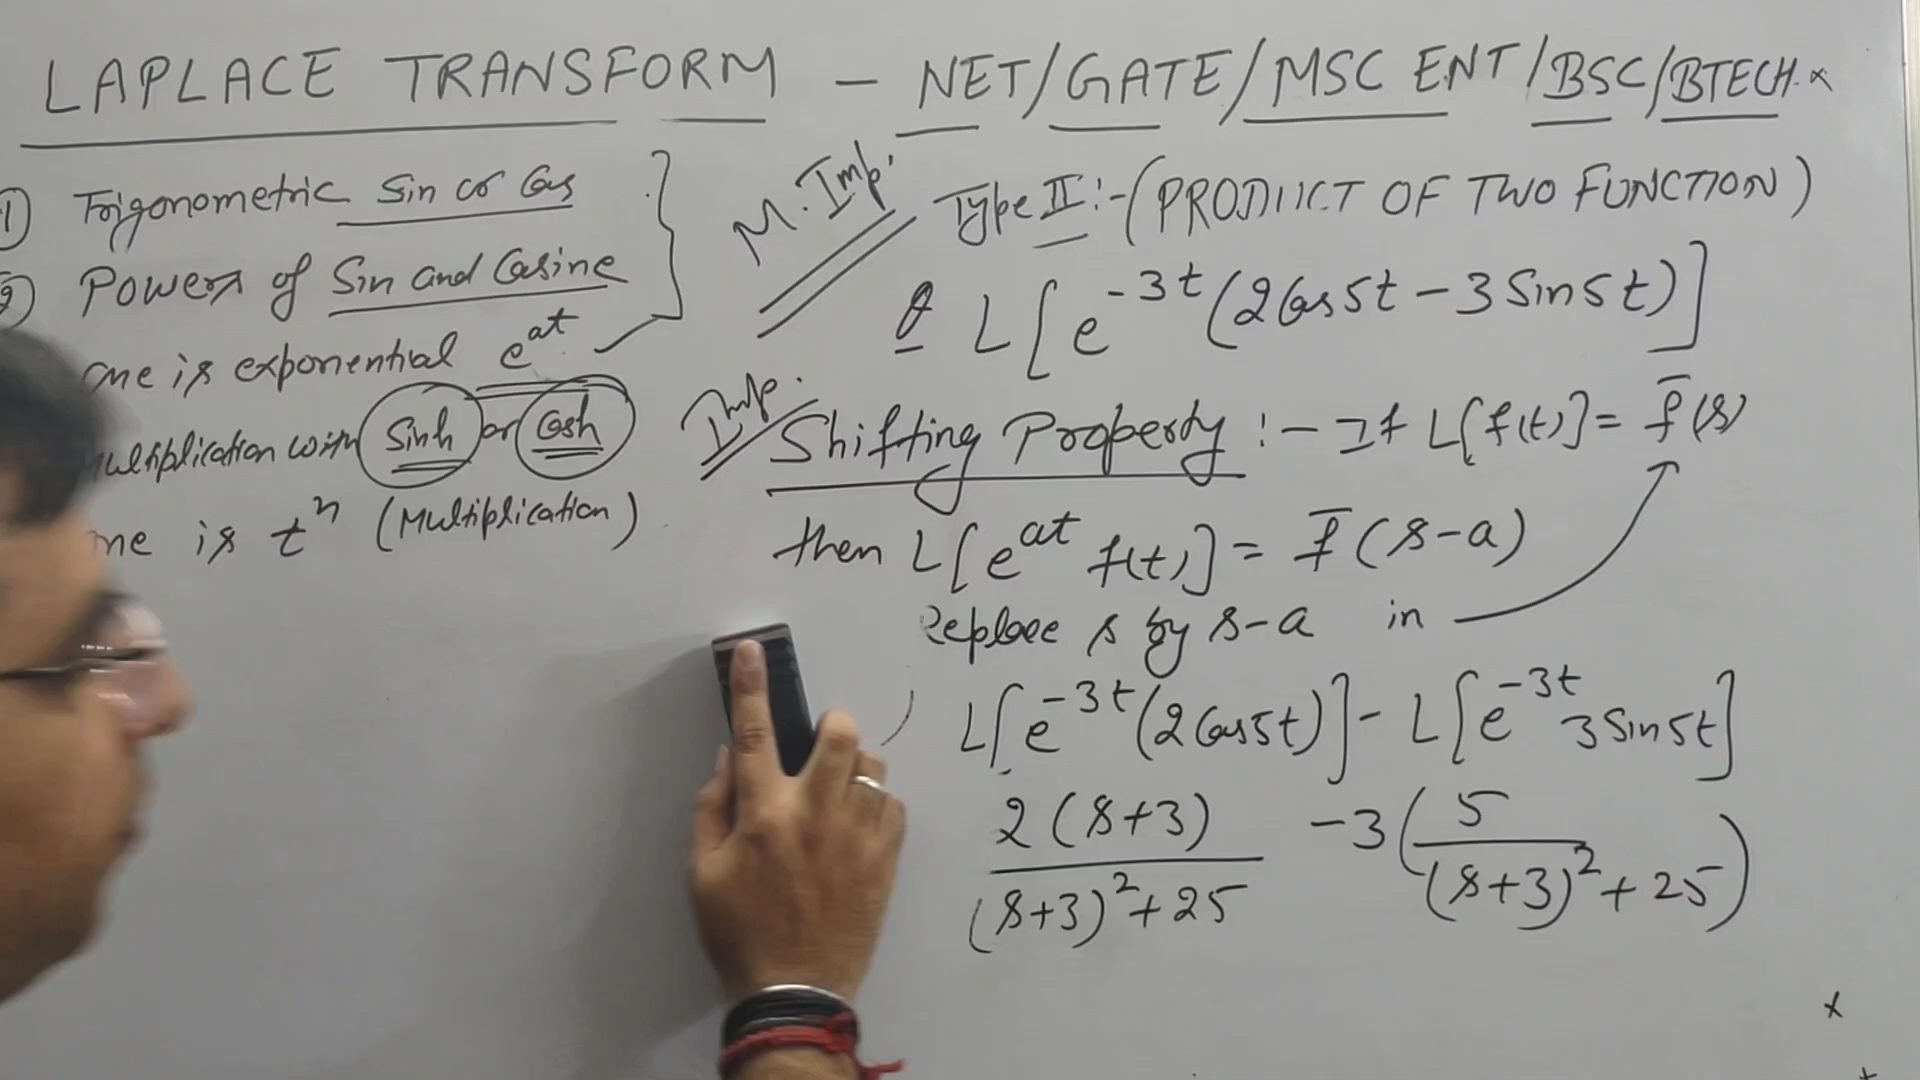 LAPLACE TRANSFORM – NET/GATE/MSC ENT/BSC/BTECH.
1) Trigonometric Sin or Cos
2) Powers of Sin and Cosine
one is exponential e^{at}
Multiplication with Sinh or Cosh
one is t^n (Multiplication)
M. Imp.
Type II :- (PRODUCT OF TWO FUNCTION)
Q L[e^{-3t}(2Cos5t – 3Sin5t)]
Imp.
Shifting Property :- If L[f(t)] = f̄(s)
then L[e^{at} f(t)] = f̄(s-a)
Replace s by s-a in
L[e^{-3t}(2Cos5t)] - L[e^{-3t} 3Sin5t]
2(s+3) -3(5
(s+3)^2+25 (s+3)^2+25)